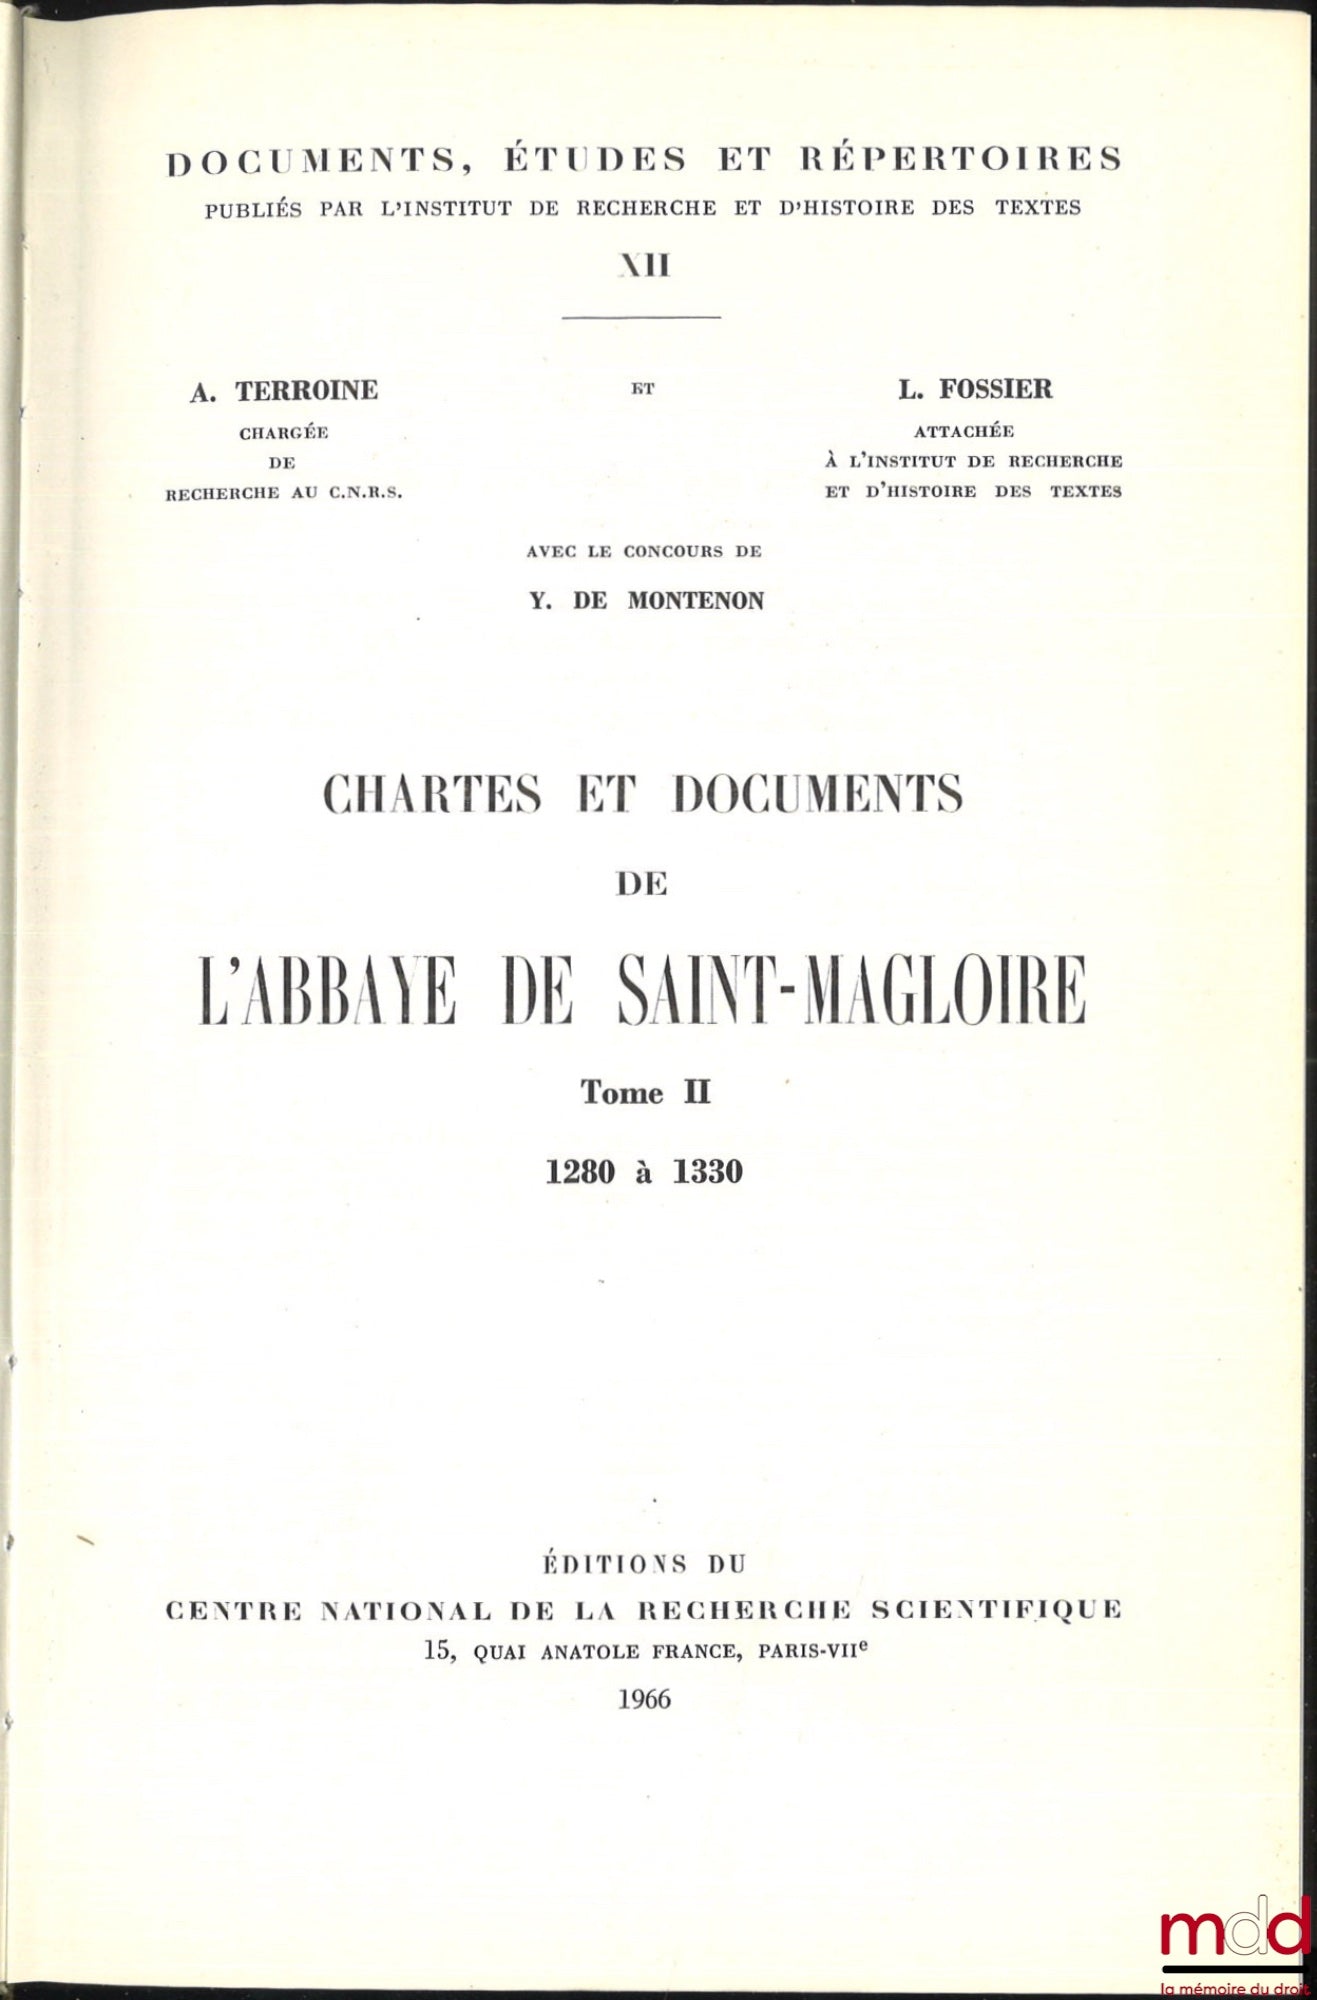 DOCUMENTS, ÉTUDES ET RÉPERTOIRES
PUBLIÉS PAR L'INSTITUT DE RECHERCHE ET D'HISTOIRE DES TEXTES
XII
A. TERROINE ET L. FOSSIER
CHARGÉE
DE
RECHERCHE AU C.N.R.S.
ATTACHÉE
À L'INSTITUT DE RECHERCHE
ET D'HISTOIRE DES TEXTES
AVEC LE CONCOURS DE
Y. DE MONTENON
CHARTES ET DOCUMENTS
DE
L'ABBAYE DE SAINT-MAGLOIRE
Tome II
1280 à 1330
ÉDITIONS DU
CENTRE NATIONAL DE LA RECHERCHE SCIENTIFIQUE
15, QUAI ANATOLE FRANCE, PARIS-VIIe
1966
mdd
la mémoire du droit